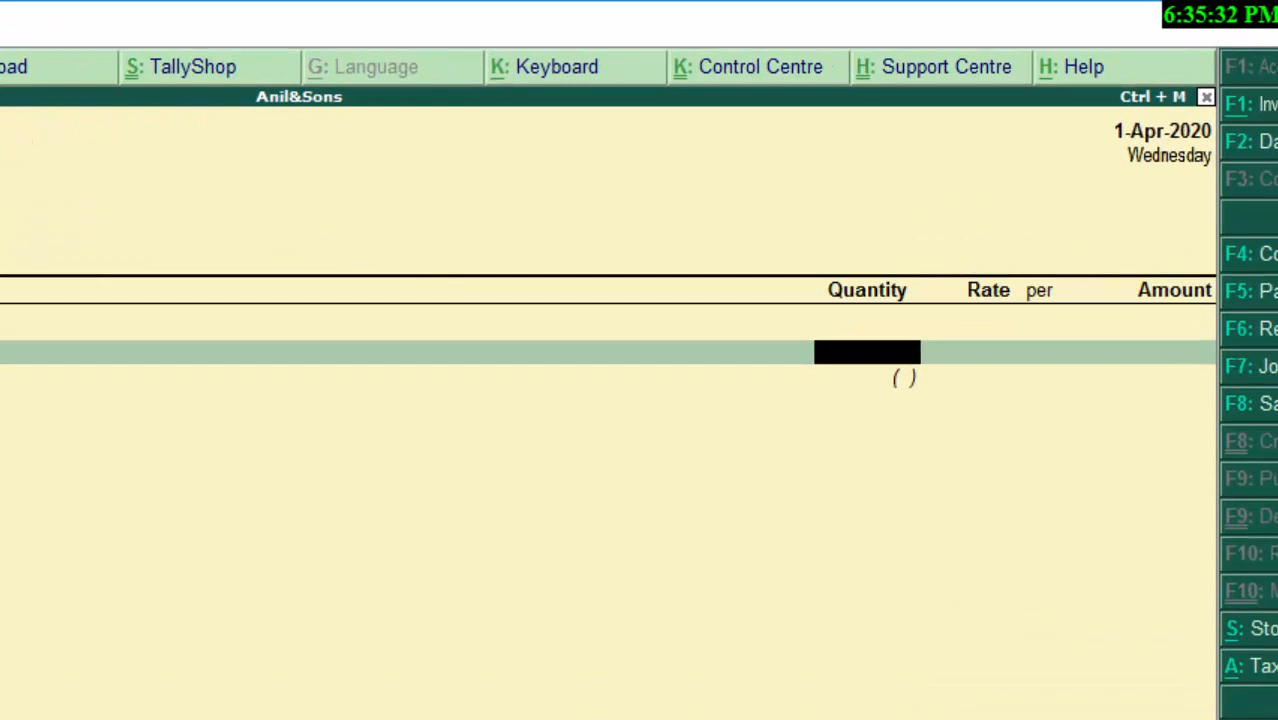 6:35:32 PM
oad S: TallyShop G: Language K: Keyboard K: Control Centre H: Support Centre H: Help
Anil&Sons Ctrl + M
1-Apr-2020
Wednesday
Quantity Rate per Amount
( )
F1: Ac
F1: Inv
F2: Da
F3: Co
F4: Co
F5: Pa
F6: Re
F7: Jo
F8: Sa
F8: Cr
F9: Pu
F9: De
F10: R
F10: M
S: Sto
A: Tax